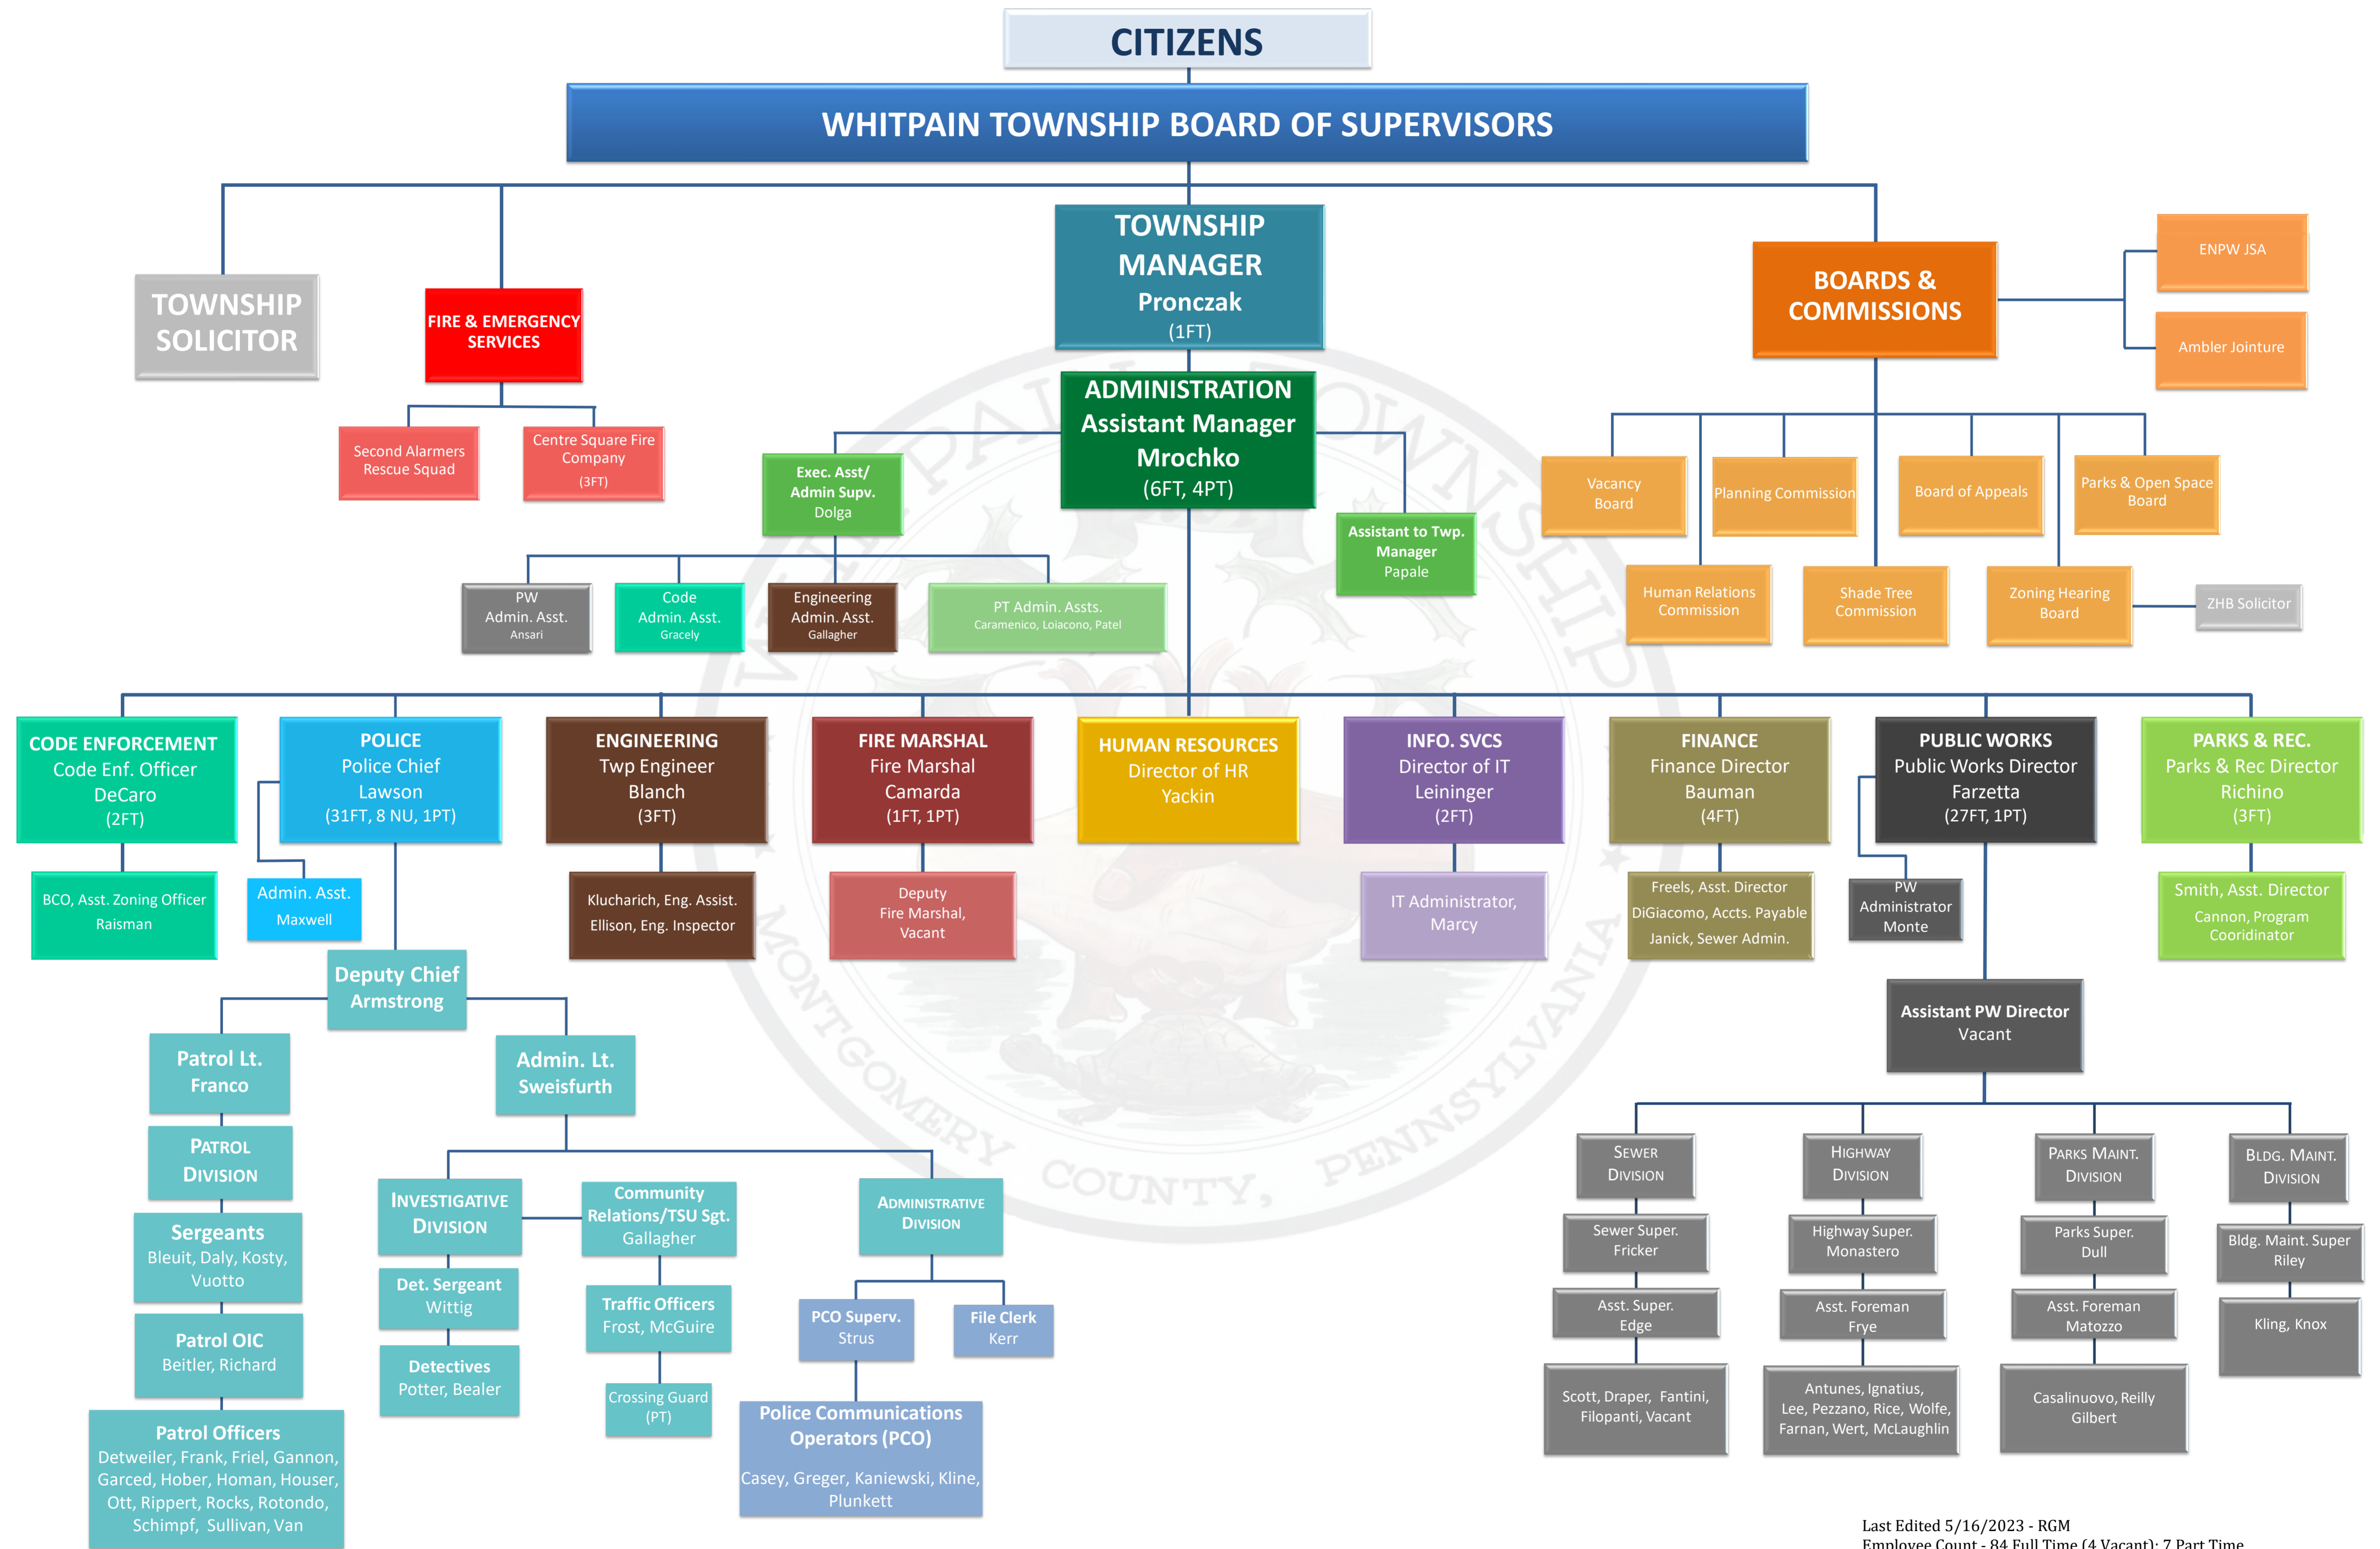 CITIZENS
WHITPAIN TOWNSHIP BOARD OF SUPERVISORS
TOWNSHIP
SOLICITOR
FIRE & EMERGENCY
SERVICES
Second Alarmers
Rescue Squad
Centre Square Fire
Company
(3FT)
TOWNSHIP
MANAGER
Pronczak
(1FT)
ADMINISTRATION
Assistant Manager
Mrochko
(6FT, 4PT)
Exec. Asst/
Admin Supv.
Dolga
Assistant to Twp.
Manager
Papale
PW
Admin. Asst.
Ansari
Code
Admin. Asst.
Gracely
Engineering
Admin. Asst.
Gallagher
PT Admin. Assts.
Caramenico, Loiacono, Patel
BOARDS &
COMMISSIONS
ENPW JSA
Ambler Jointure
Vacancy
Board
Planning Commission
Board of Appeals
Parks & Open Space
Board
Human Relations
Commission
Shade Tree
Commission
Zoning Hearing
Board
ZHB Solicitor
CODE ENFORCEMENT
Code Enf. Officer
DeCaro
(2FT)
BCO, Asst. Zoning Officer
Raisman
POLICE
Police Chief
Lawson
(31FT, 8 NU, 1PT)
Admin. Asst.
Maxwell
ENGINEERING
Twp Engineer
Blanch
(3FT)
Klucharich, Eng. Assist.
Ellison, Eng. Inspector
FIRE MARSHAL
Fire Marshal
Camarda
(1FT, 1PT)
Deputy
Fire Marshal,
Vacant
HUMAN RESOURCES
Director of HR
Yackin
INFO. SVCS
Director of IT
Leininger
(2FT)
IT Administrator,
Marcy
FINANCE
Finance Director
Bauman
(4FT)
Freels, Asst. Director
DiGiacomo, Accts. Payable
Janick, Sewer Admin.
PUBLIC WORKS
Public Works Director
Farzetta
(27FT, 1PT)
PW
Administrator
Monte
PARKS & REC.
Parks & Rec Director
Richino
(3FT)
Smith, Asst. Director
Cannon, Program
Cooridinator
Deputy Chief
Armstrong
Patrol Lt.
Franco
PATROL
DIVISION
Sergeants
Bleuit, Daly, Kosty,
Vuotto
Patrol OIC
Beitler, Richard
Patrol Officers
Detweiler, Frank, Friel, Gannon,
Garced, Hober, Homan, Houser,
Ott, Rippert, Rocks, Rotondo,
Schimpf, Sullivan, Van
Admin. Lt.
Sweisfurth
INVESTIGATIVE
DIVISION
Det. Sergeant
Wittig
Detectives
Potter, Bealer
Community
Relations/TSU Sgt.
Gallagher
Traffic Officers
Frost, McGuire
Crossing Guard
(PT)
ADMINISTRATIVE
DIVISION
PCO Superv.
Strus
File Clerk
Kerr
Police Communications
Operators (PCO)
Casey, Greger, Kaniewski, Kline,
Plunkett
Assistant PW Director
Vacant
SEWER
DIVISION
Sewer Super.
Fricker
Asst. Super.
Edge
Scott, Draper, Fantini,
Filopanti, Vacant
HIGHWAY
DIVISION
Highway Super.
Monastero
Asst. Foreman
Frye
Antunes, Ignatius,
Lee, Pezzano, Rice, Wolfe,
Farnan, Wert, McLaughlin
PARKS MAINT.
DIVISION
Parks Super.
Dull
Asst. Foreman
Matozzo
Casalinuovo, Reilly
Gilbert
BLDG. MAINT.
DIVISION
Bldg. Maint. Super
Riley
Kling, Knox
WHITPAIN TOWNSHIP
MONTGOMERY COUNTY, PENNSYLVANIA
Last Edited 5/16/2023 - RGM
Employee Count - 84 Full Time (4 Vacant); 7 Part Time